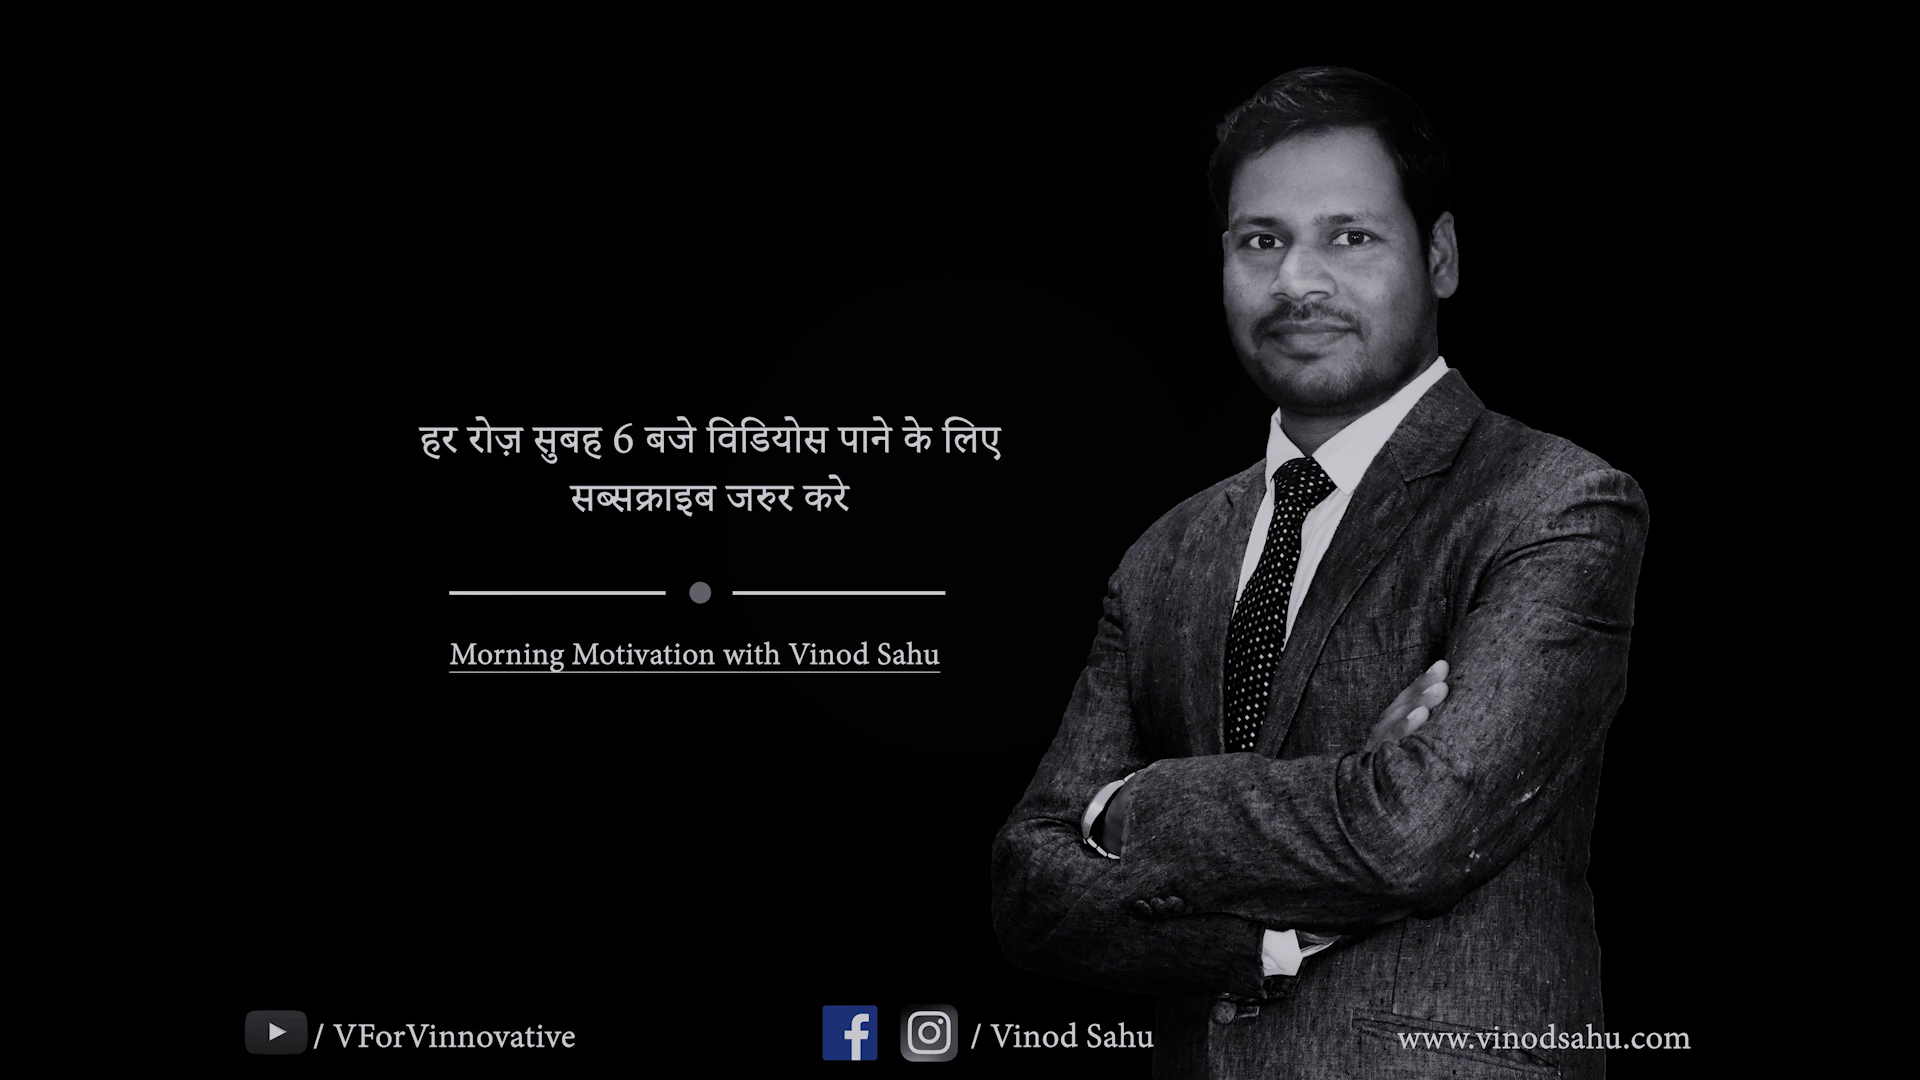 हर रोज़ सुबह 6 बजे विडियोस पाने के लिए
सब्सक्राइब जरुर करे
Morning Motivation with Vinod Sahu
/ VForVinnovative
/ Vinod Sahu
www.vinodsahu.com